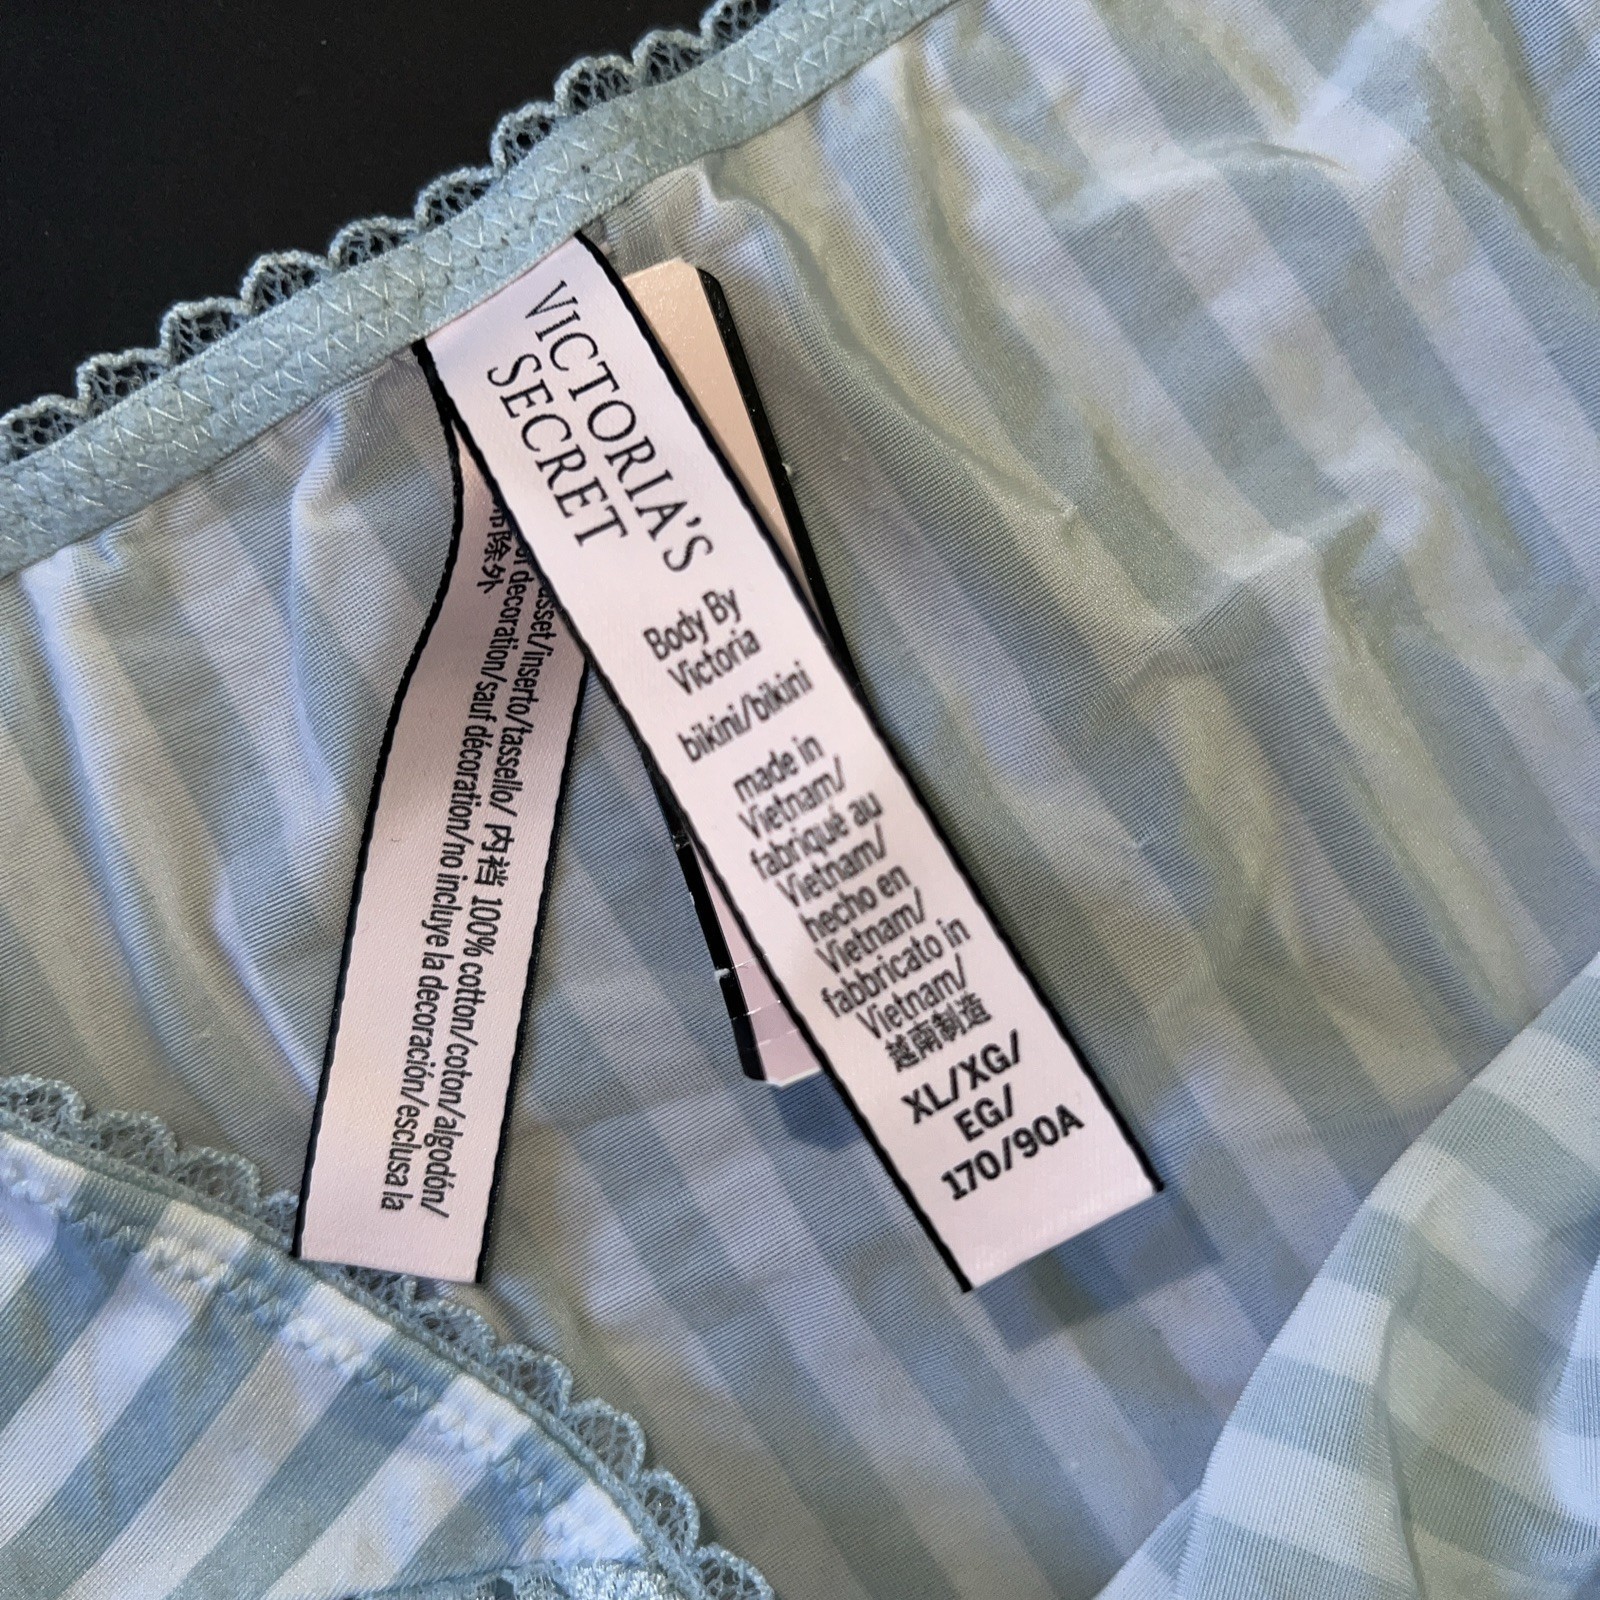 VICTORIA'S
SECRET
Body By
Victoria
bikini/bikini
made in
Vietnam/
fabriqué au
Vietnam/
hecho en
Vietnam/
fabbricato in
Vietnam/
越南制造
XL/XG/
EG/
170/90A
/inserto/tassello/ 内裆 100% cotton/coton/algodón/
decoration/sauf décoration/no incluye la decoración/esclusa la
除外